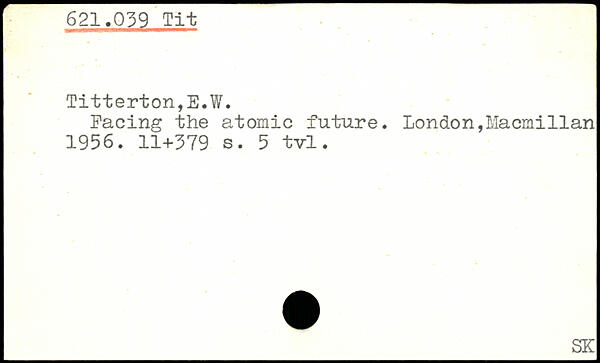 621.039 Tit
Titterton,E.W.
Facing the atomic future. London,Macmillan
1956. 11+379 s. 5 tvl.
SK